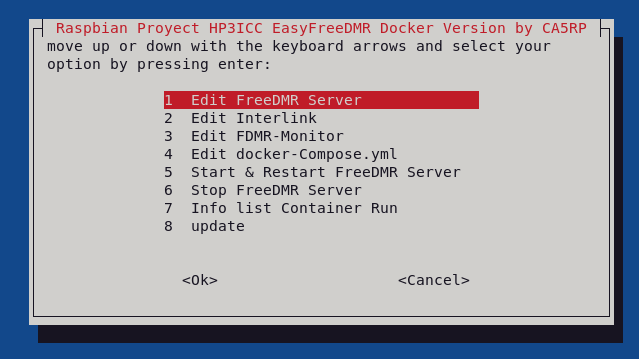 Raspbian Proyect HP3ICC EasyFreeDMR Docker Version by CA5RP
move up or down with the keyboard arrows and select your
option by pressing enter:
1 Edit FreeDMR Server
2 Edit Interlink
3 Edit FDMR-Monitor
4 Edit docker-Compose.yml
5 Start & Restart FreeDMR Server
6 Stop FreeDMR Server
7 Info list Container Run
8 update
<Ok> <Cancel>